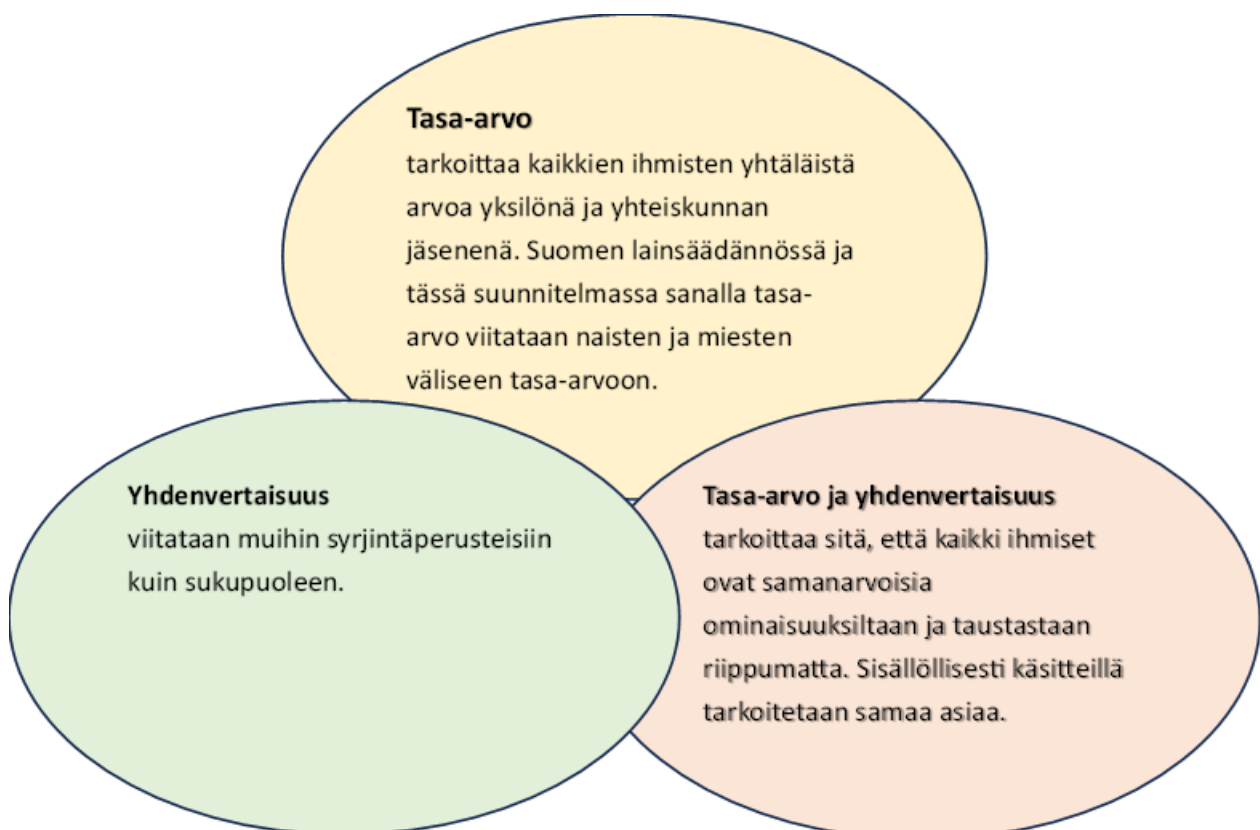 Tasa-arvo
tarkoittaa kaikkien ihmisten yhtäläistä
arvoa yksilönä ja yhteiskunnan
jäsenenä. Suomen lainsäädännössä ja
tässä suunnitelmassa sanalla tasa-
arvo viitataan naisten ja miesten
väliseen tasa-arvoon.
Yhdenvertaisuus
viitataan muihin syrjintäperusteisiin
kuin sukupuoleen.
Tasa-arvo ja yhdenvertaisuus
tarkoittaa sitä, että kaikki ihmiset
ovat samanarvoisia
ominaisuuksiltaan ja taustastaan
riippumatta. Sisällöllisesti käsitteillä
tarkoitetaan samaa asiaa.